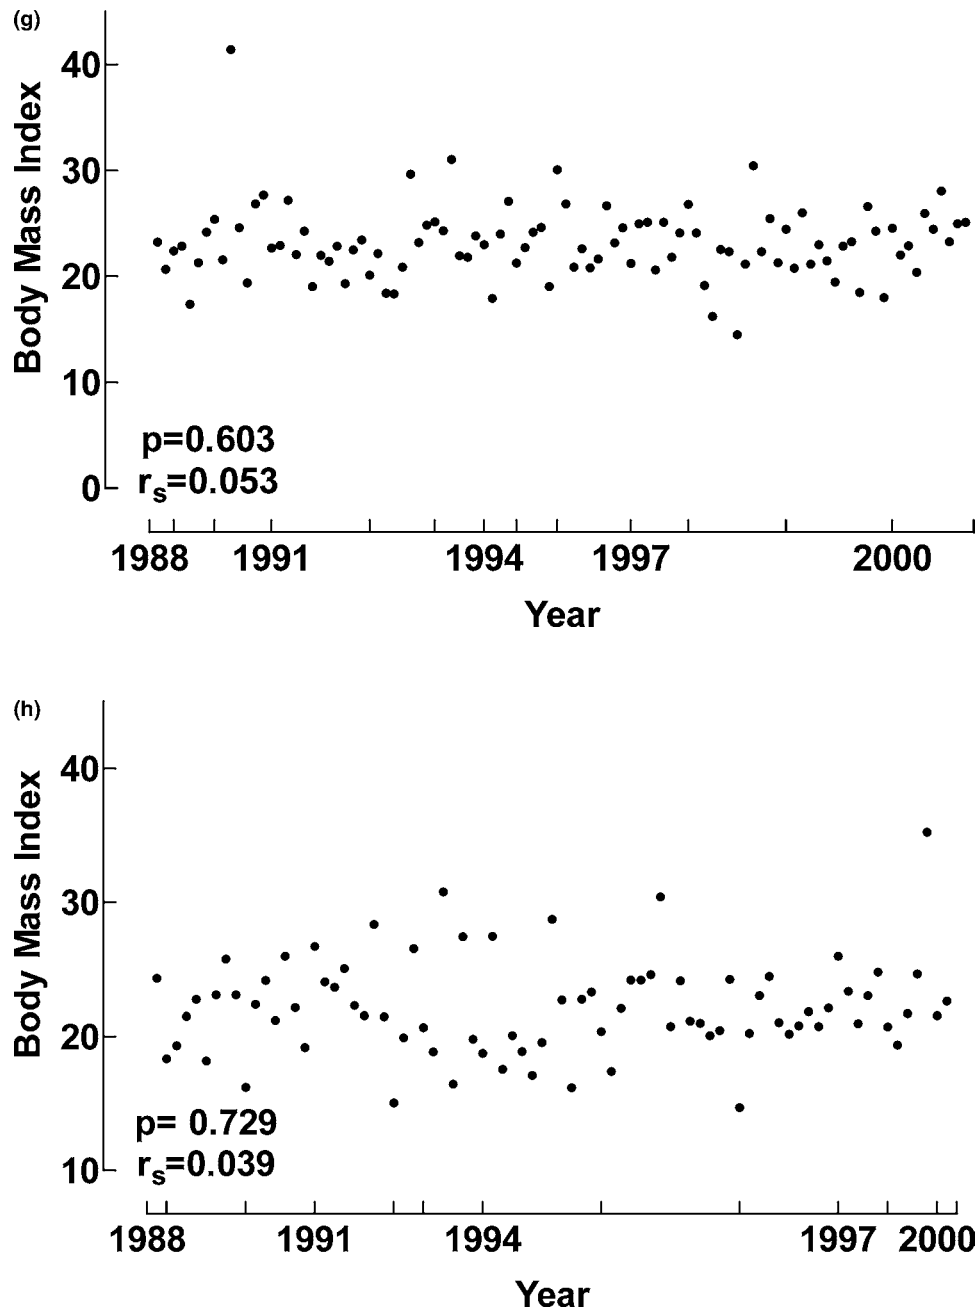 (g)
Body Mass Index
40
30
20
10
0
p=0.603
rs=0.053
1988 1991 1994 1997 2000
Year
(h)
Body Mass Index
40
30
20
10
p= 0.729
rs=0.039
1988 1991 1994 1997 2000
Year